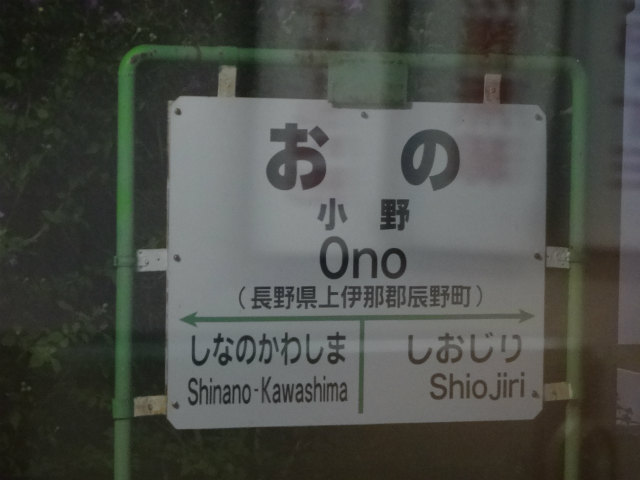 おの
小野
Ono
(長野県上伊那郡辰野町)
しなのかわしま しおじり
Shinano-Kawashima Shiojiri